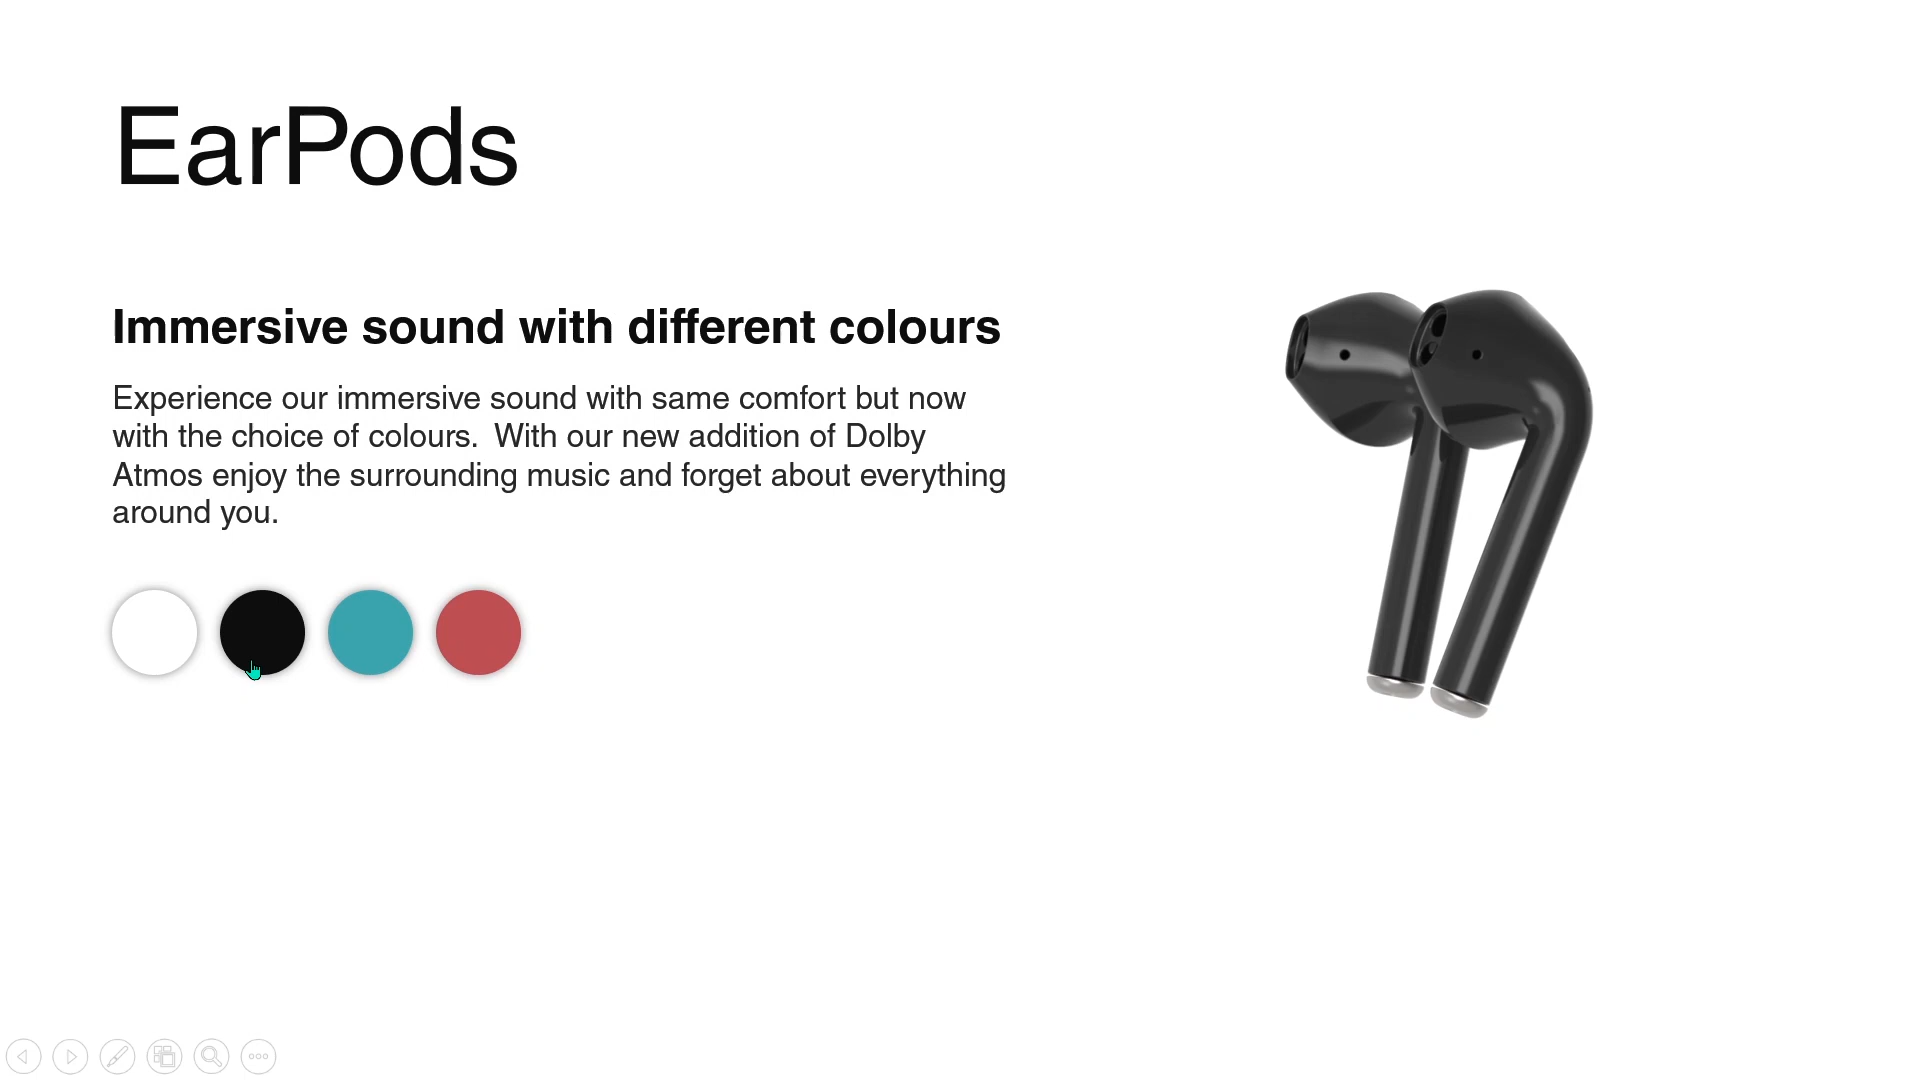 EarPods
Immersive sound with different colours
Experience our immersive sound with same comfort but now
with the choice of colours.  With our new addition of Dolby
Atmos enjoy the surrounding music and forget about everything
around you.